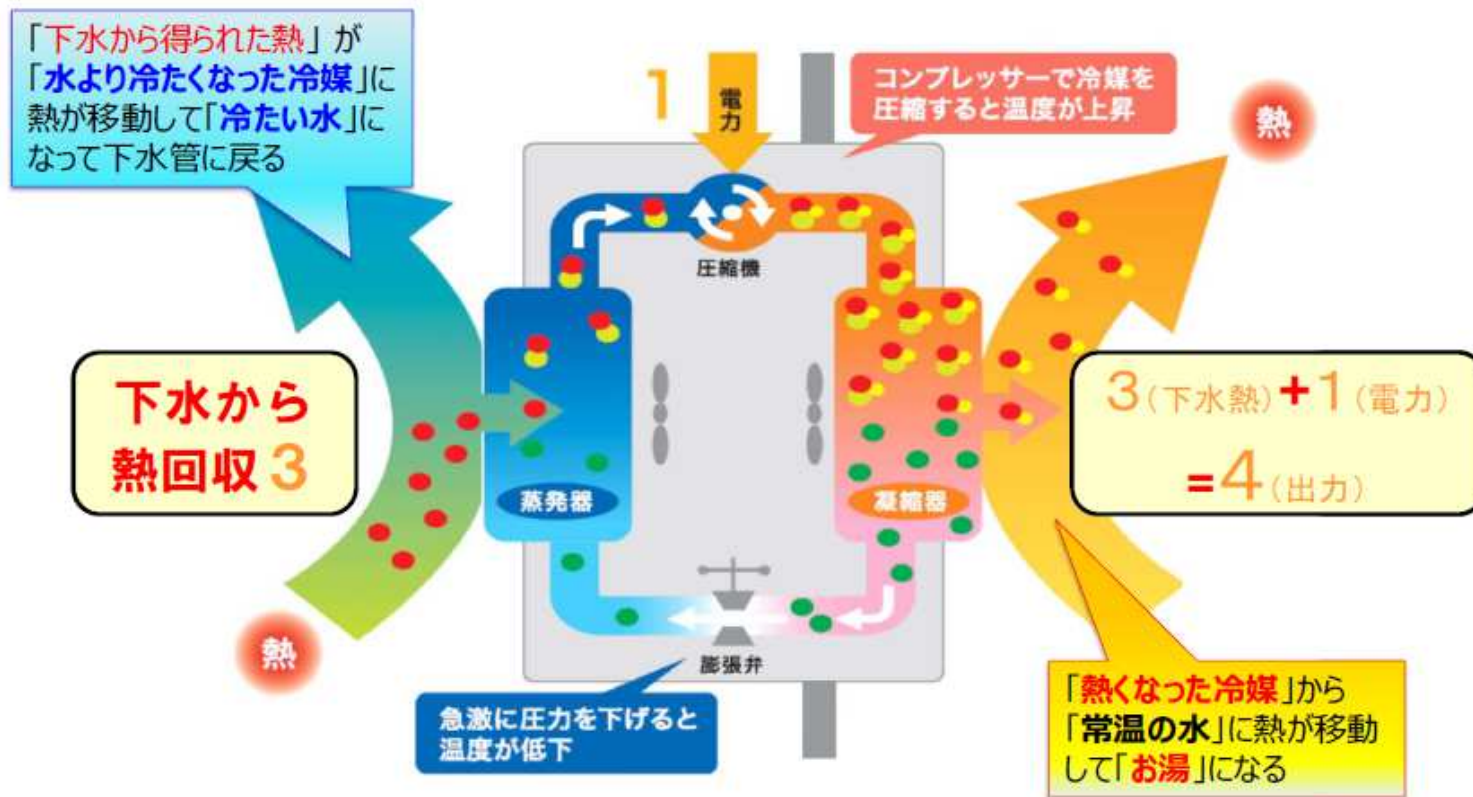 「下水から得られた熱」が
「水より冷たくなった冷媒」に
熱が移動して「冷たい水」に
なって下水管に戻る
1
電力
コンプレッサーで冷媒を
圧縮すると温度が上昇
熱
圧縮機
下水から
熱回収3
蒸発器
凝縮器
3(下水熱)+1(電力)
=4(出力)
熱
膨張弁
急激に圧力を下げると
温度が低下
「熱くなった冷媒」から
「常温の水」に熱が移動
して「お湯」になる